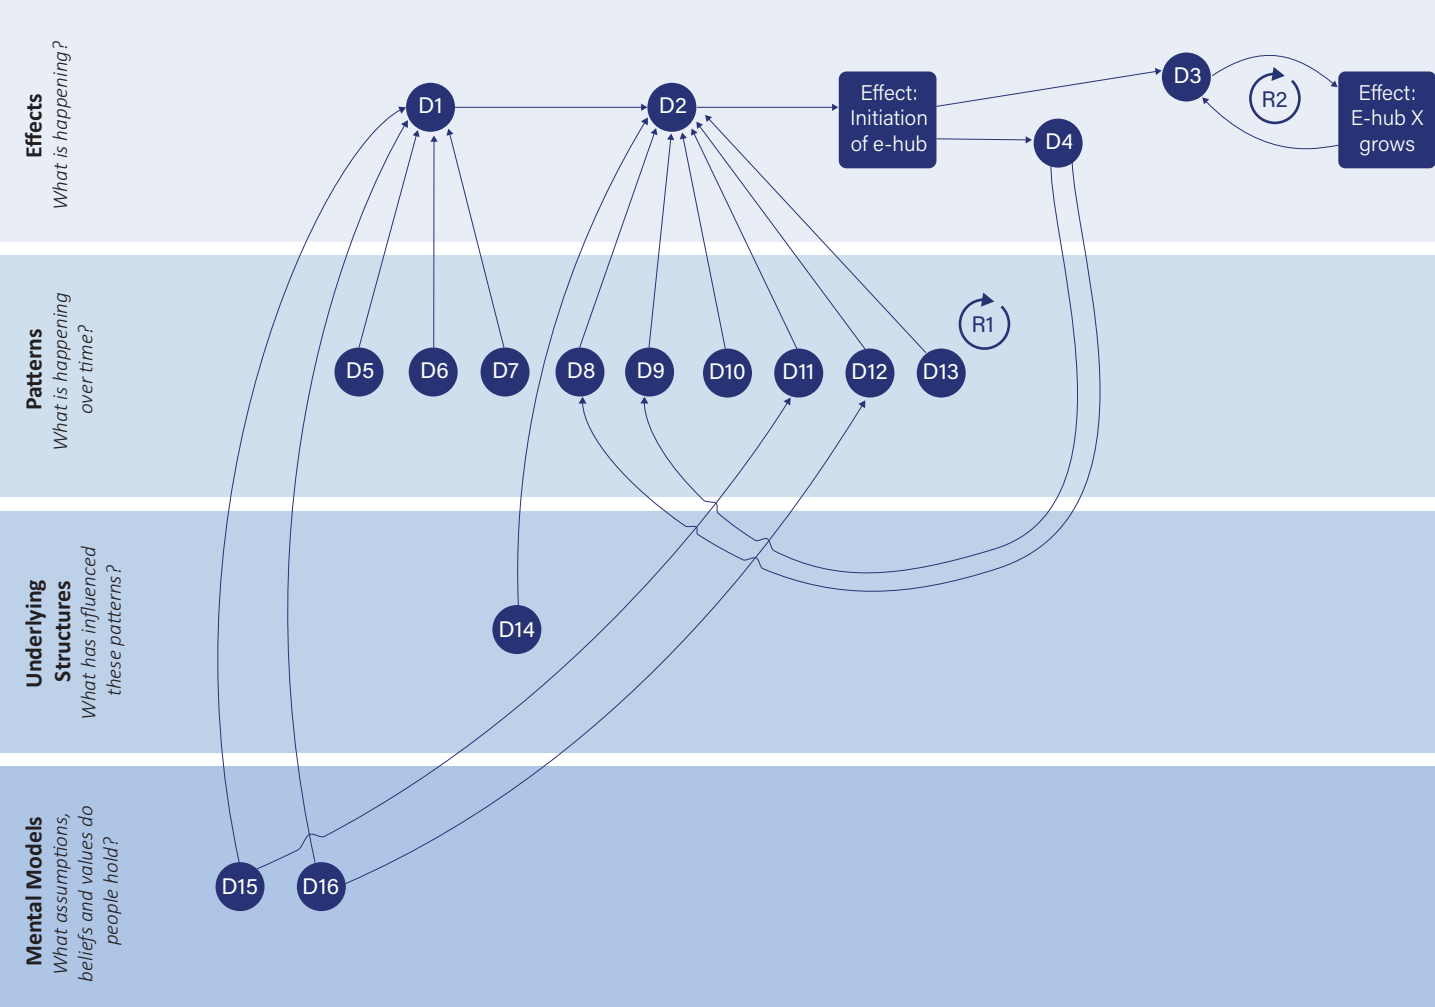 Effects
What is happening?
D1
D2
Effect:
Initiation
of e-hub
D3
R2
Effect:
E-hub X
grows
D4
Patterns
What is happening
over time?
R1
D5
D6
D7
D8
D9
D10
D11
D12
D13
Underlying
Structures
What has influenced
these patterns?
D14
Mental Models
What assumptions,
beliefs and values do
people hold?
D15
D16